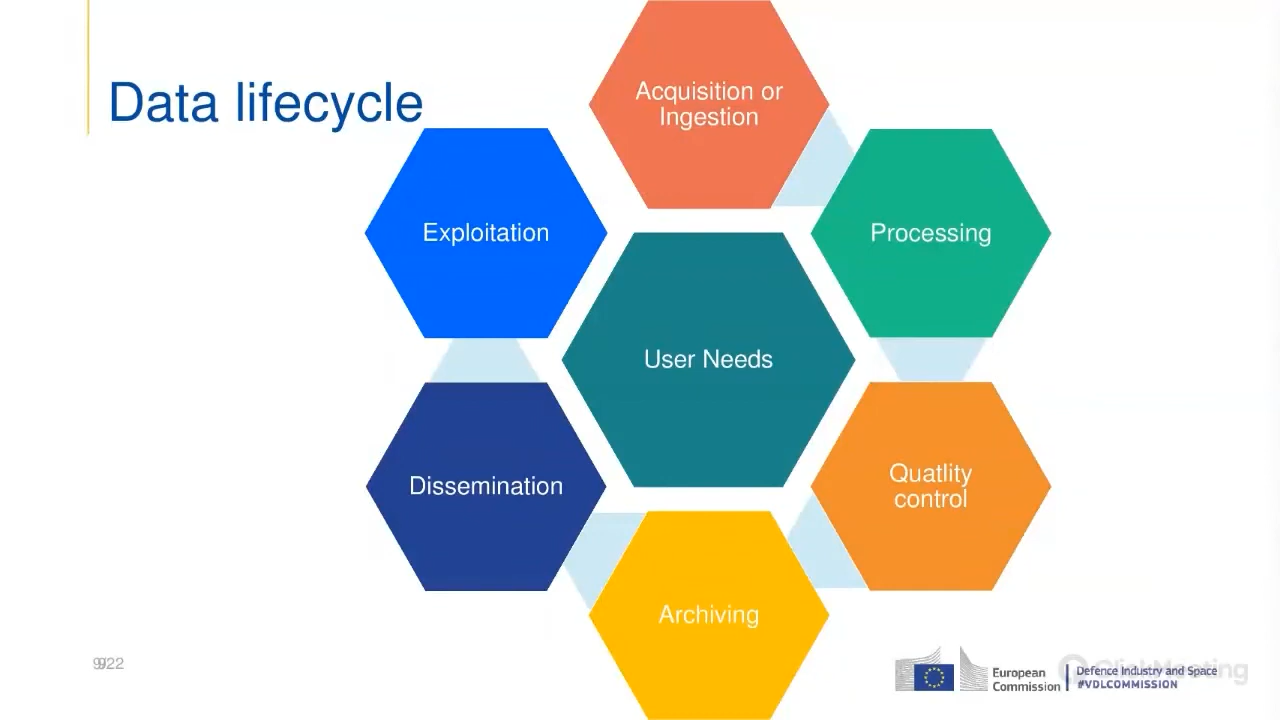 Data lifecycle
Acquisition or
Ingestion
Exploitation
Processing
User Needs
Dissemination
Quatlity
control
Archiving
European
Commission
Defence Industry and Space
#VDLCOMMISSION
ClickMeeting